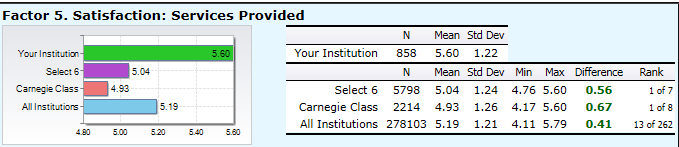 Factor 5. Satisfaction: Services Provided
Your Institution 5.60
Select 6 5.04
Carnegie Class 4.93
All Institutions 5.19
4.80 5.00 5.20 5.40 5.60
N Mean Std Dev
Your Institution 858 5.60 1.22
N Mean Std Dev Min Max Difference Rank
Select 6 5798 5.04 1.24 4.76 5.60 0.56 1 of 7
Carnegie Class 2214 4.93 1.26 4.17 5.60 0.67 1 of 8
All Institutions 278103 5.19 1.21 4.11 5.79 0.41 13 of 262